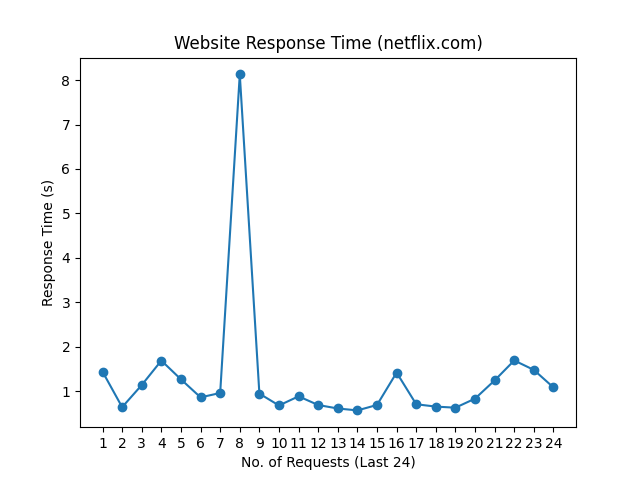 Website Response Time (netflix.com)
Response Time (s)
8
7
6
5
4
3
2
1
1 2 3 4 5 6 7 8 9 10 11 12 13 14 15 16 17 18 19 20 21 22 23 24
No. of Requests (Last 24)